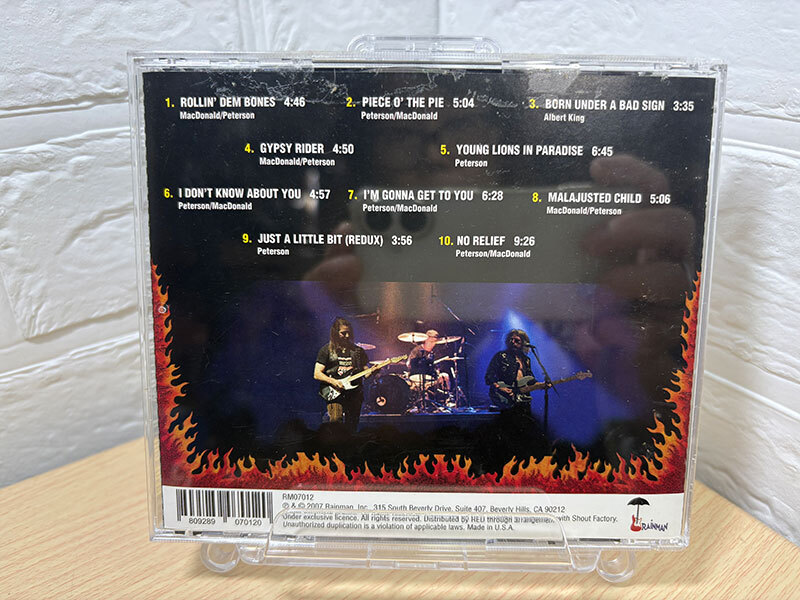 1. ROLLIN' DEM BONES 4:46
MacDonald/Peterson
2. PIECE O' THE PIE 5:04
Peterson/MacDonald
3. BORN UNDER A BAD SIGN 3:35
Albert King
4. GYPSY RIDER 4:50
MacDonald/Peterson
5. YOUNG LIONS IN PARADISE 6:45
Peterson
6. I DON'T KNOW ABOUT YOU 4:57
Peterson/MacDonald
7. I'M GONNA GET TO YOU 6:28
Peterson/MacDonald
8. MALAJUSTED CHILD 5:06
MacDonald/Peterson
9. JUST A LITTLE BIT (REDUX) 3:56
Peterson
10. NO RELIEF 9:26
Peterson/MacDonald
RM07012
℗ & © 2007 Rainman, Inc., 315 South Beverly Drive, Suite 407, Beverly Hills, CA 90212
Under exclusive licence. All rights reserved. Distributed by RED through arrangement with Shout Factory.
Unauthorized duplication is a violation of applicable laws. Made in U.S.A.
809289 070120
RAINMAN